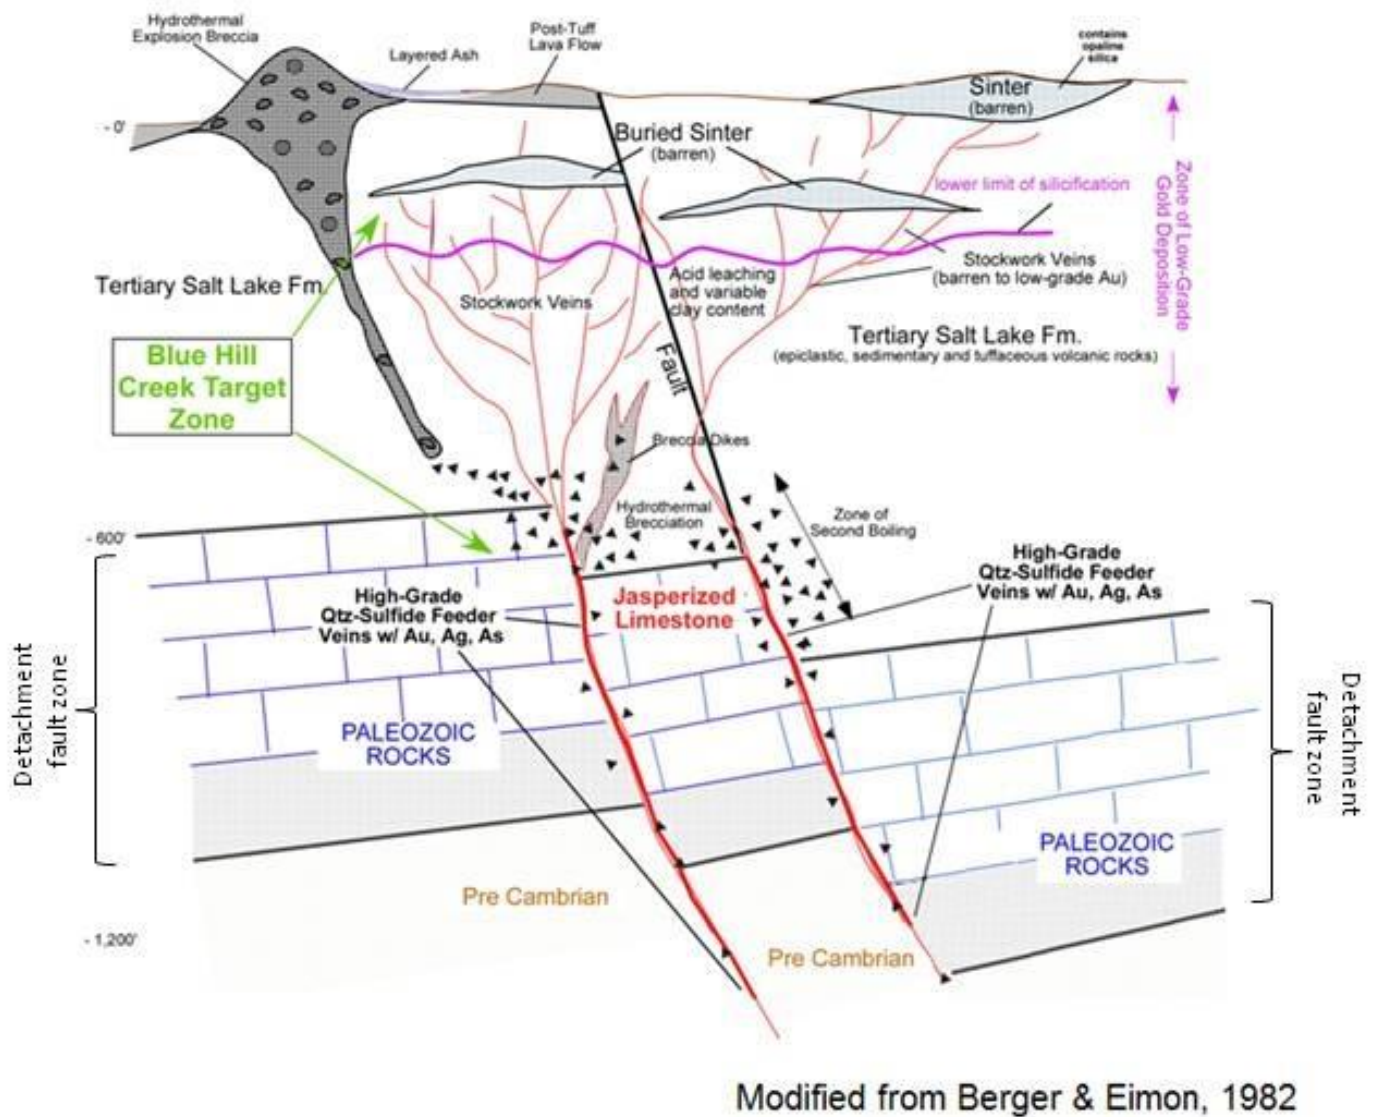 Hydrothermal
Explosion Breccia
Layered Ash
Post-Tuff
Lava Flow
contains
opaline
silica
Sinter
(barren)
- 0'
Buried Sinter
(barren)
lower limit of silicification
Zone of Low-Grade
Gold Deposition
Stockwork Veins
(barren to low-grade Au)
Tertiary Salt Lake Fm.
Stockwork Veins
Acid leaching
and variable
clay content
Tertiary Salt Lake Fm.
(epiclastic, sedimentary and tuffaceous volcanic rocks)
Blue Hill
Creek Target
Zone
Fault
Breccia Dikes
Hydrothermal
Brecciation
Zone of
Second Boiling
- 600'
High-Grade
Qtz-Sulfide Feeder
Veins w/ Au, Ag, As
High-Grade
Qtz-Sulfide Feeder
Veins w/ Au, Ag, As
Jasperized
Limestone
Detachment
fault zone
Detachment
fault zone
PALEOZOIC
ROCKS
PALEOZOIC
ROCKS
Pre Cambrian
- 1,200'
Pre Cambrian
Modified from Berger & Eimon, 1982